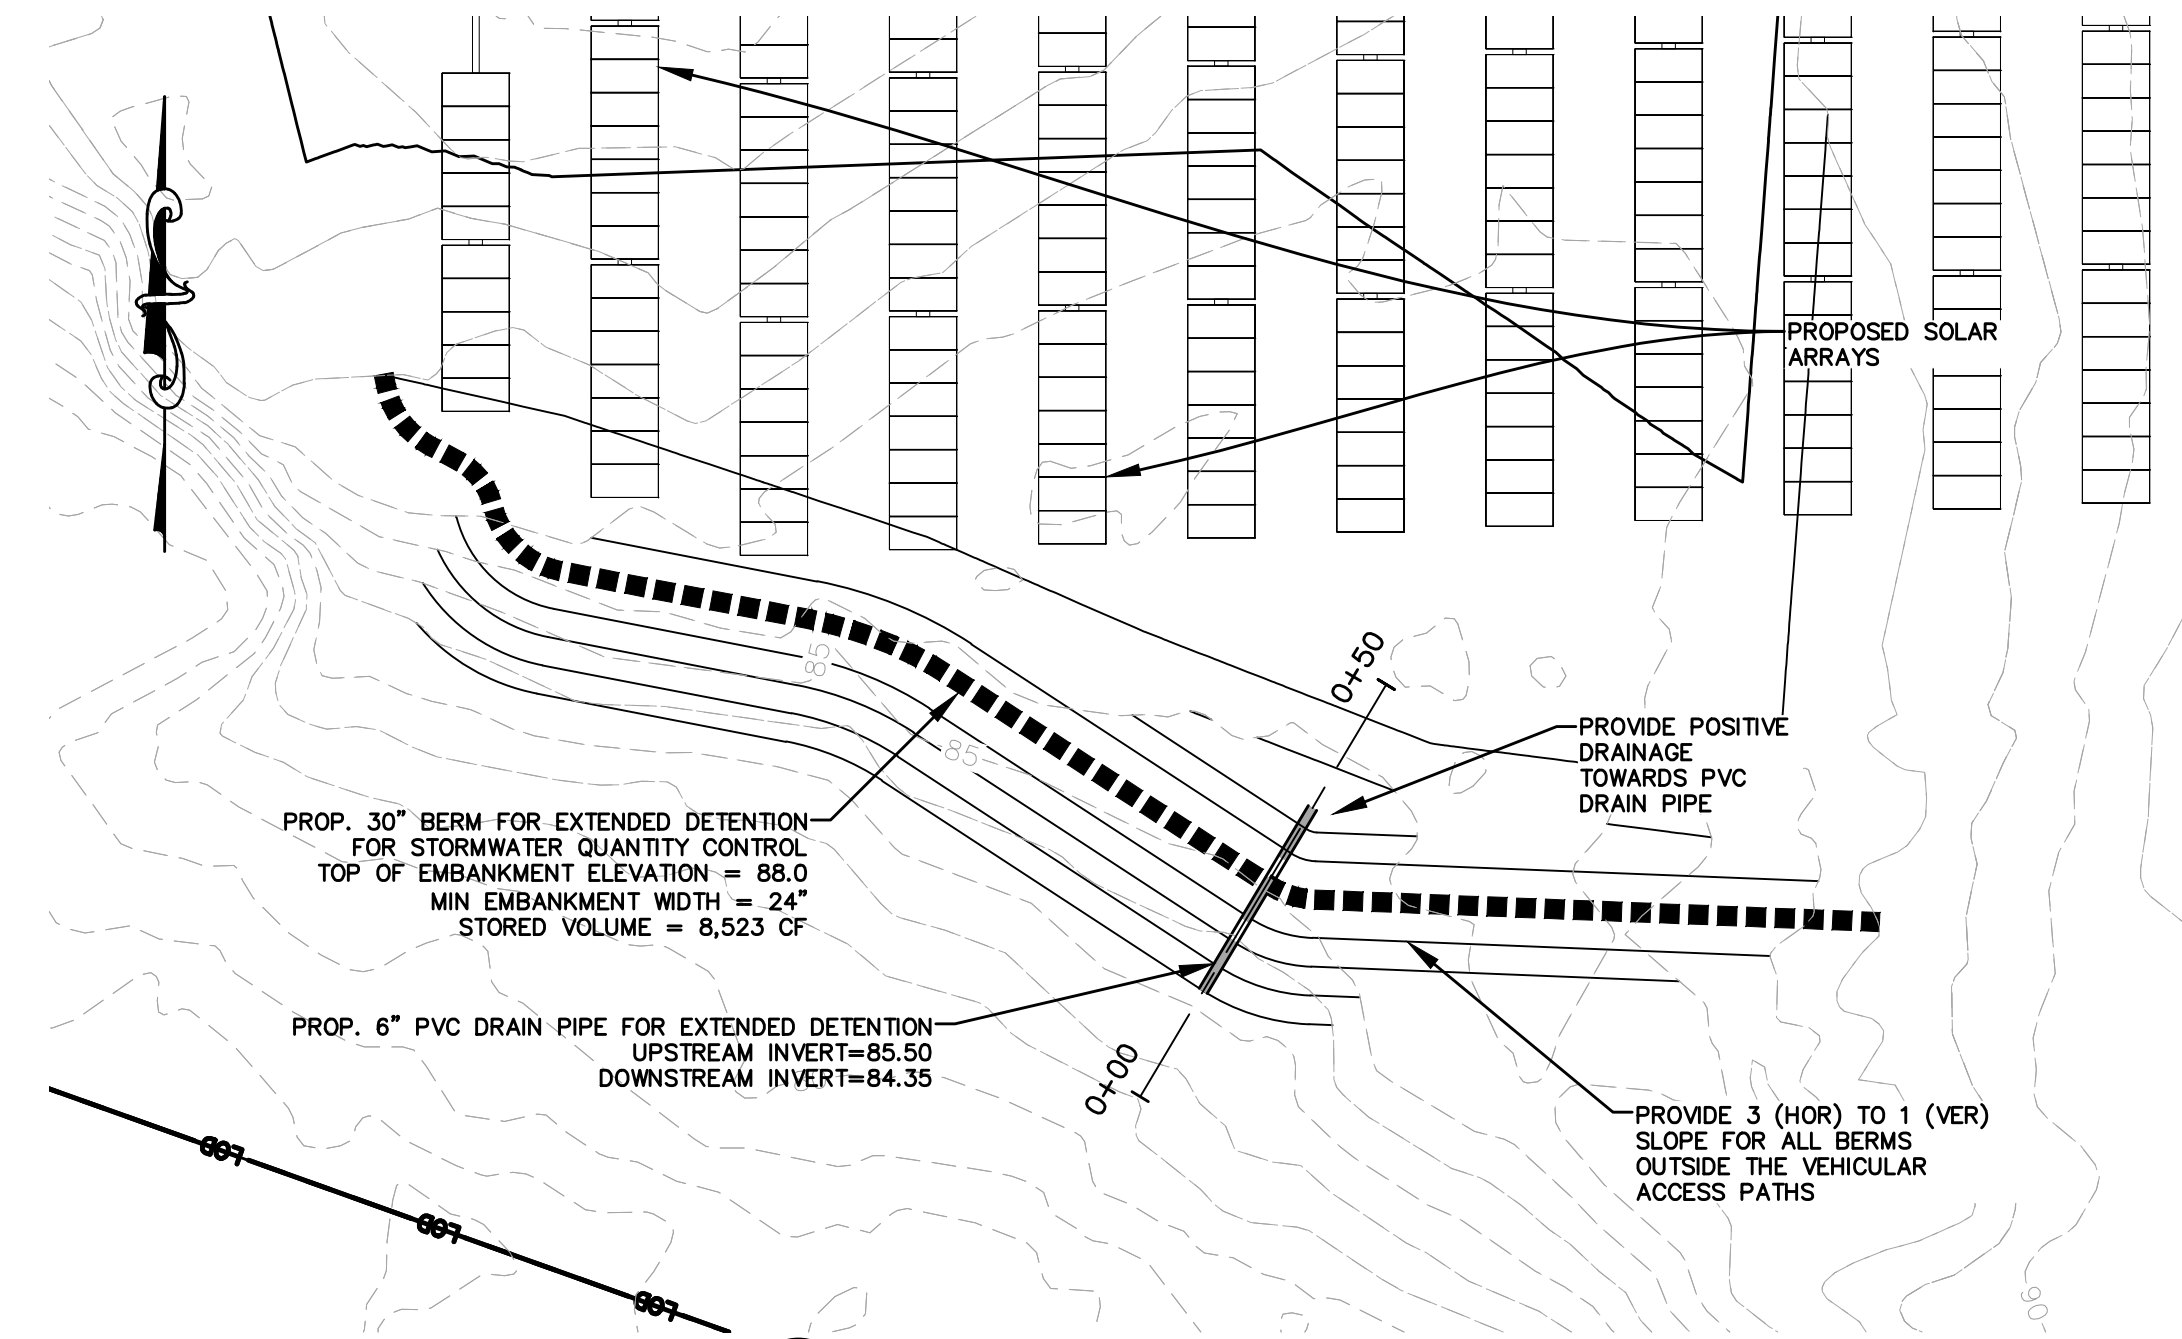 PROPOSED SOLAR
ARRAYS
0+50
PROVIDE POSITIVE
DRAINAGE
TOWARDS PVC
DRAIN PIPE
85
85
PROP. 30" BERM FOR EXTENDED DETENTION
FOR STORMWATER QUANTITY CONTROL
TOP OF EMBANKMENT ELEVATION = 88.0
MIN EMBANKMENT WIDTH = 24"
STORED VOLUME = 8,523 CF
PROP. 6" PVC DRAIN PIPE FOR EXTENDED DETENTION
UPSTREAM INVERT=85.50
DOWNSTREAM INVERT=84.35
0+00
PROVIDE 3 (HOR) TO 1 (VER)
SLOPE FOR ALL BERMS
OUTSIDE THE VEHICULAR
ACCESS PATHS
LOD
LOD
LOD
90